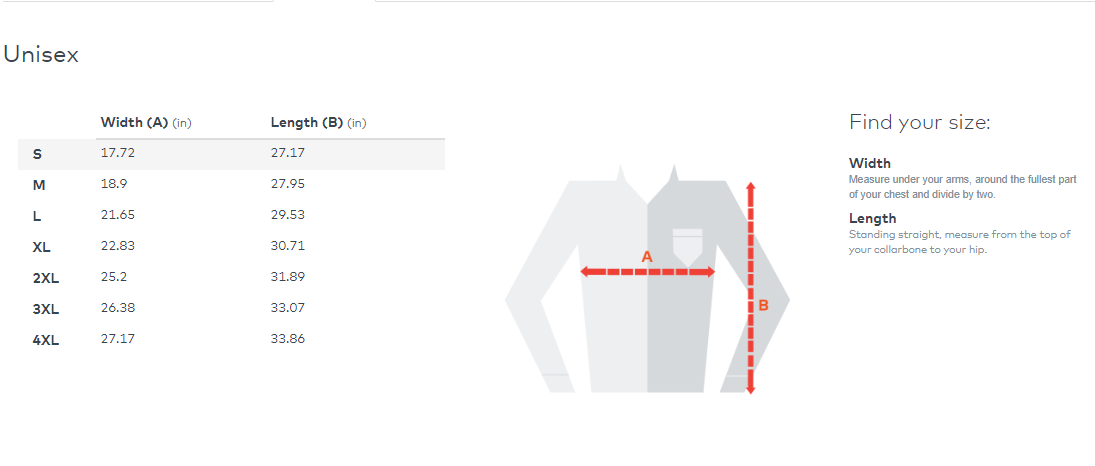 Unisex
Width (A) (in) Length (B) (in)
S 17.72 27.17
M 18.9 27.95
L 21.65 29.53
XL 22.83 30.71
2XL 25.2 31.89
3XL 26.38 33.07
4XL 27.17 33.86
A
B
Find your size:
Width
Measure under your arms, around the fullest part
of your chest and divide by two.
Length
Standing straight, measure from the top of
your collarbone to your hip.